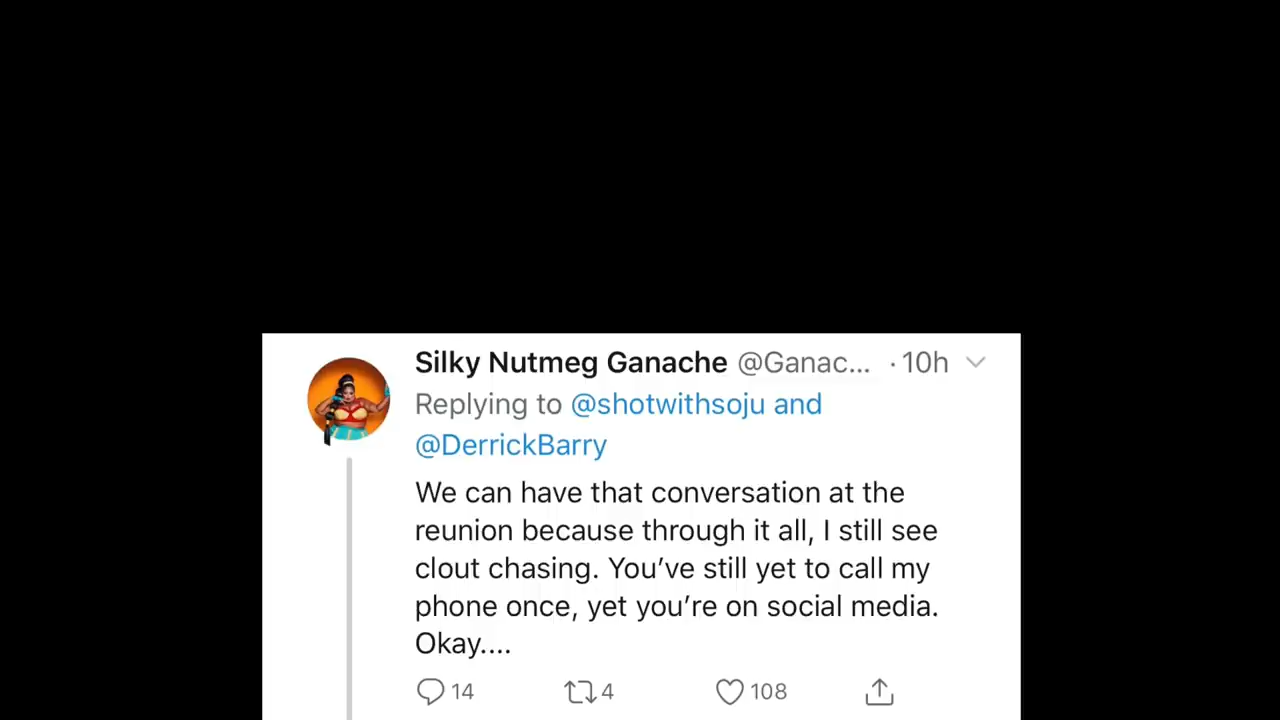 Silky Nutmeg Ganache @Ganac... · 10h
Replying to @shotwithsoju and
@DerrickBarry
We can have that conversation at the
reunion because through it all, I still see
clout chasing. You’ve still yet to call my
phone once, yet you’re on social media.
Okay....
14 4 108